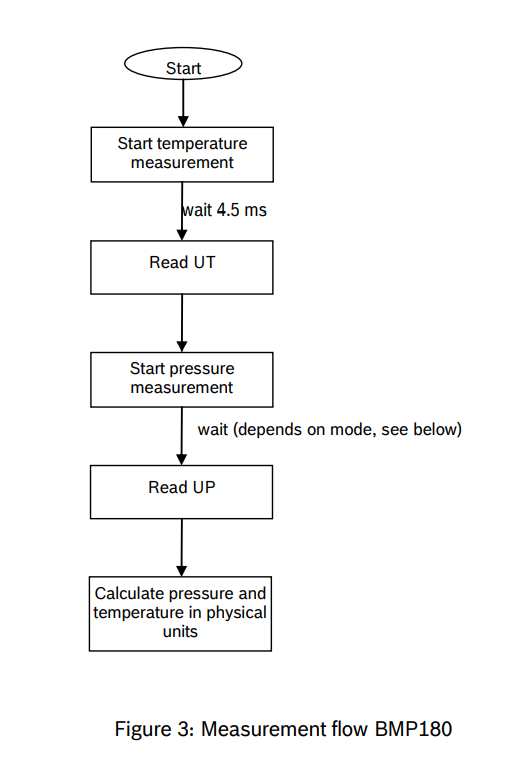 Start
Start temperature
measurement
wait 4.5 ms
Read UT
Start pressure
measurement
wait (depends on mode, see below)
Read UP
Calculate pressure and
temperature in physical
units
Figure 3: Measurement flow BMP180